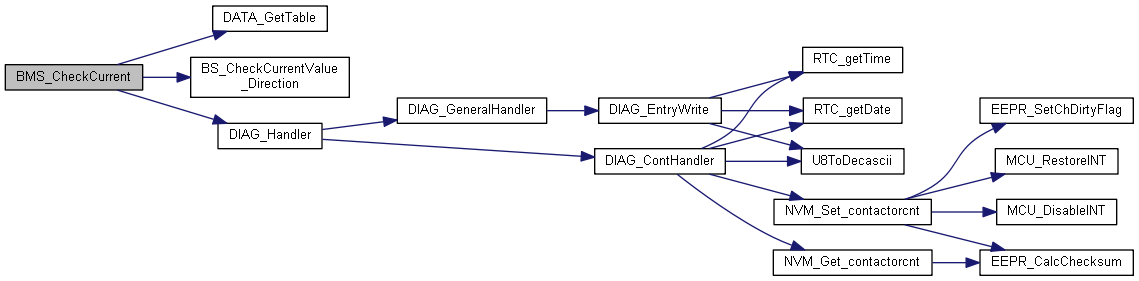 DATA_GetTable
BMS_CheckCurrent
BS_CheckCurrentValue
_Direction
DIAG_Handler
DIAG_GeneralHandler
DIAG_EntryWrite
DIAG_ContHandler
RTC_getTime
RTC_getDate
U8ToDecascii
NVM_Set_contactorcnt
NVM_Get_contactorcnt
EEPR_SetChDirtyFlag
MCU_RestoreINT
MCU_DisableINT
EEPR_CalcChecksum